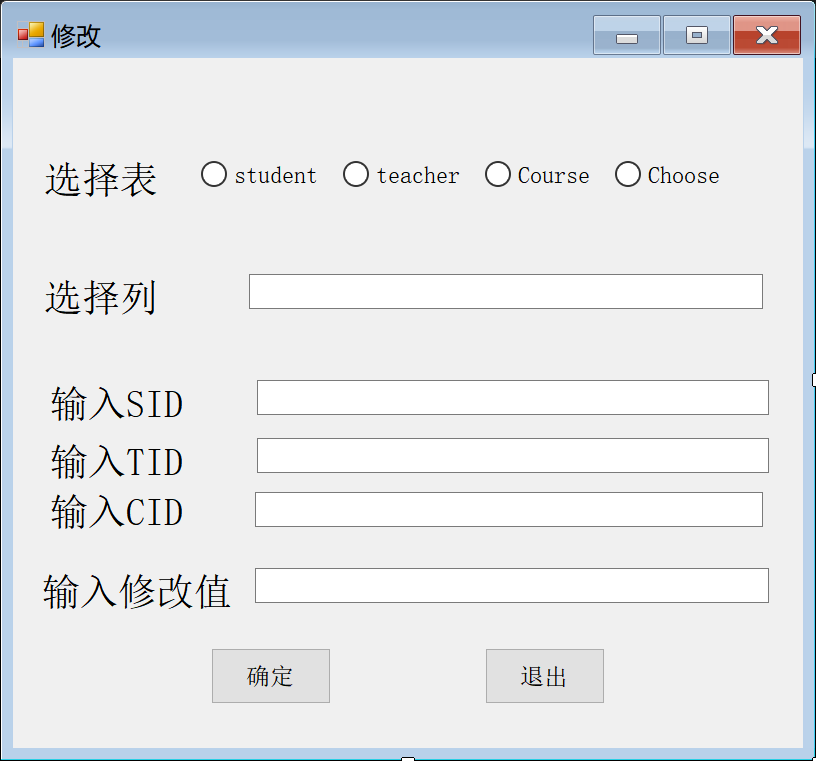 修改
选择表 student teacher Course Choose
选择列
输入SID
输入TID
输入CID
输入修改值
确定 退出